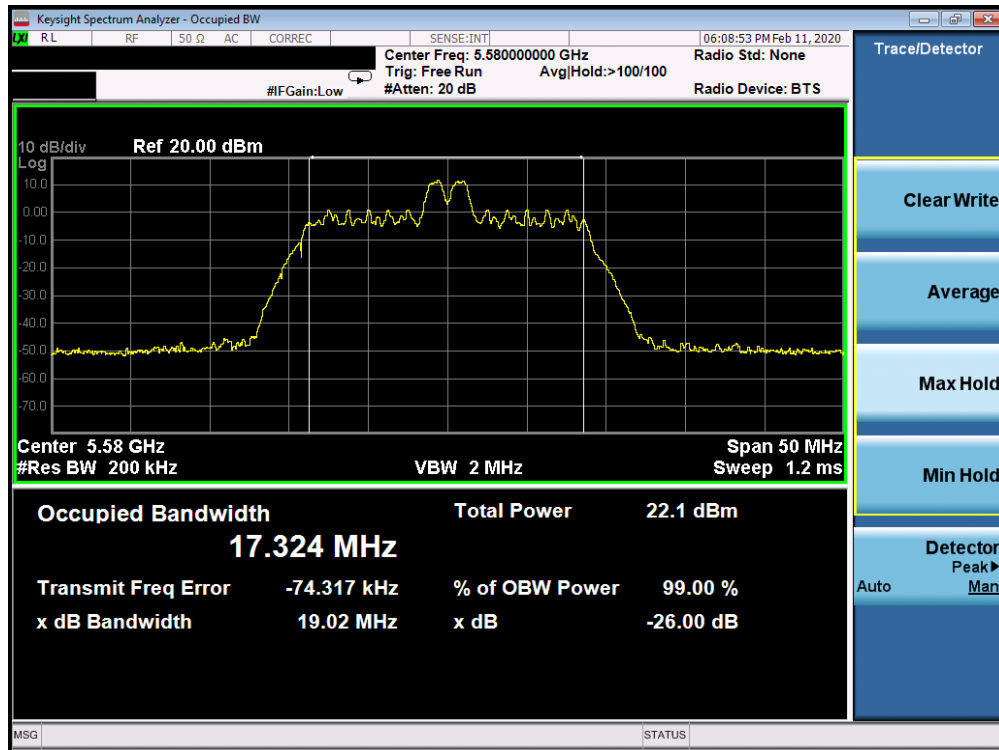 Keysight Spectrum Analyzer - Occupied BW
LXI RL RF 50 Ω AC CORREC SENSE:INT 06:08:53 PM Feb 11, 2020
Center Freq: 5.580000000 GHz Radio Std: None
Trig: Free Run Avg|Hold:>100/100
#IFGain:Low #Atten: 20 dB Radio Device: BTS
10 dB/div Ref 20.00 dBm
Log
10.0
0.00
-10.0
-20.0
-30.0
-40.0
-50.0
-60.0
-70.0
Center 5.58 GHz Span 50 MHz
#Res BW 200 kHz VBW 2 MHz Sweep 1.2 ms
Occupied Bandwidth Total Power 22.1 dBm
17.324 MHz
Transmit Freq Error -74.317 kHz % of OBW Power 99.00 %
x dB Bandwidth 19.02 MHz x dB -26.00 dB
MSG STATUS
Trace/Detector
Clear Write
Average
Max Hold
Min Hold
Detector
Peak▶
Auto Man